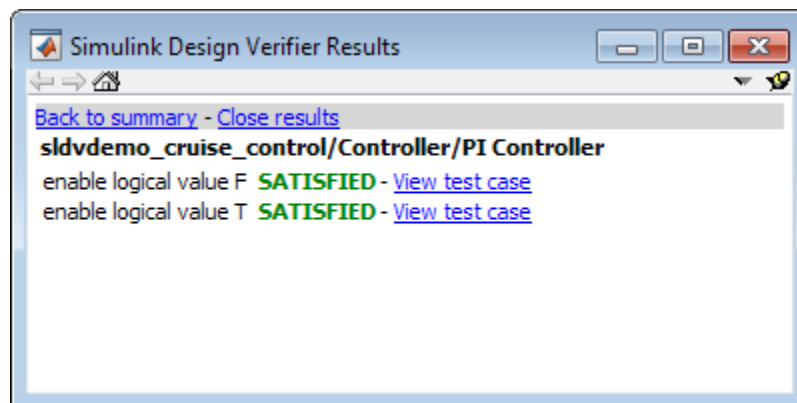 Simulink Design Verifier Results
Back to summary - Close results
sldvdemo_cruise_control/Controller/PI Controller
enable logical value F SATISFIED - View test case
enable logical value T SATISFIED - View test case